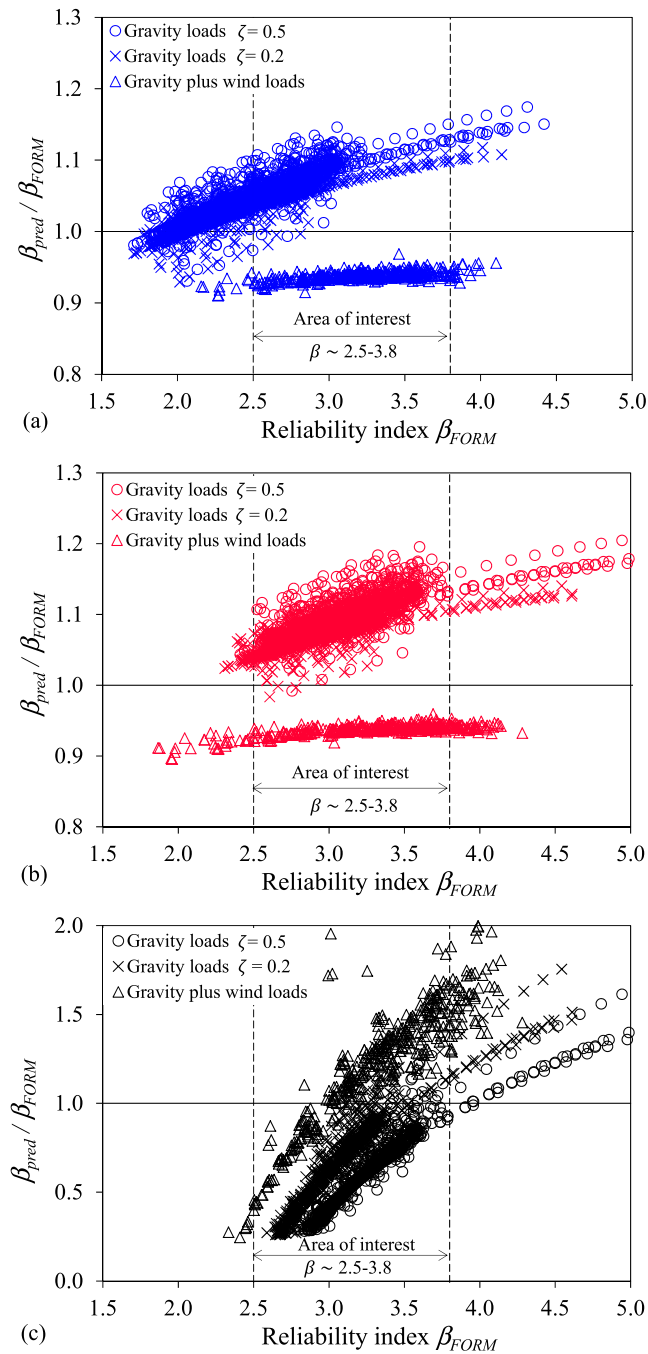 1.3
Gravity loads ζ = 0.5
Gravity loads ζ = 0.2
Gravity plus wind loads
1.2
1.1
1.0
0.9
0.8
β_pred / β_FORM
Area of interest
β ~ 2.5-3.8
1.5 2.0 2.5 3.0 3.5 4.0 4.5 5.0
(a)
Reliability index β_FORM
1.3
Gravity loads ζ = 0.5
Gravity loads ζ = 0.2
Gravity plus wind loads
1.2
1.1
1.0
0.9
0.8
β_pred / β_FORM
Area of interest
β ~ 2.5-3.8
1.5 2.0 2.5 3.0 3.5 4.0 4.5 5.0
(b)
Reliability index β_FORM
2.0
Gravity loads ζ = 0.5
Gravity loads ζ = 0.2
Gravity plus wind loads
1.5
1.0
0.5
0.0
β_pred / β_FORM
Area of interest
β ~ 2.5-3.8
1.5 2.0 2.5 3.0 3.5 4.0 4.5 5.0
(c)
Reliability index β_FORM